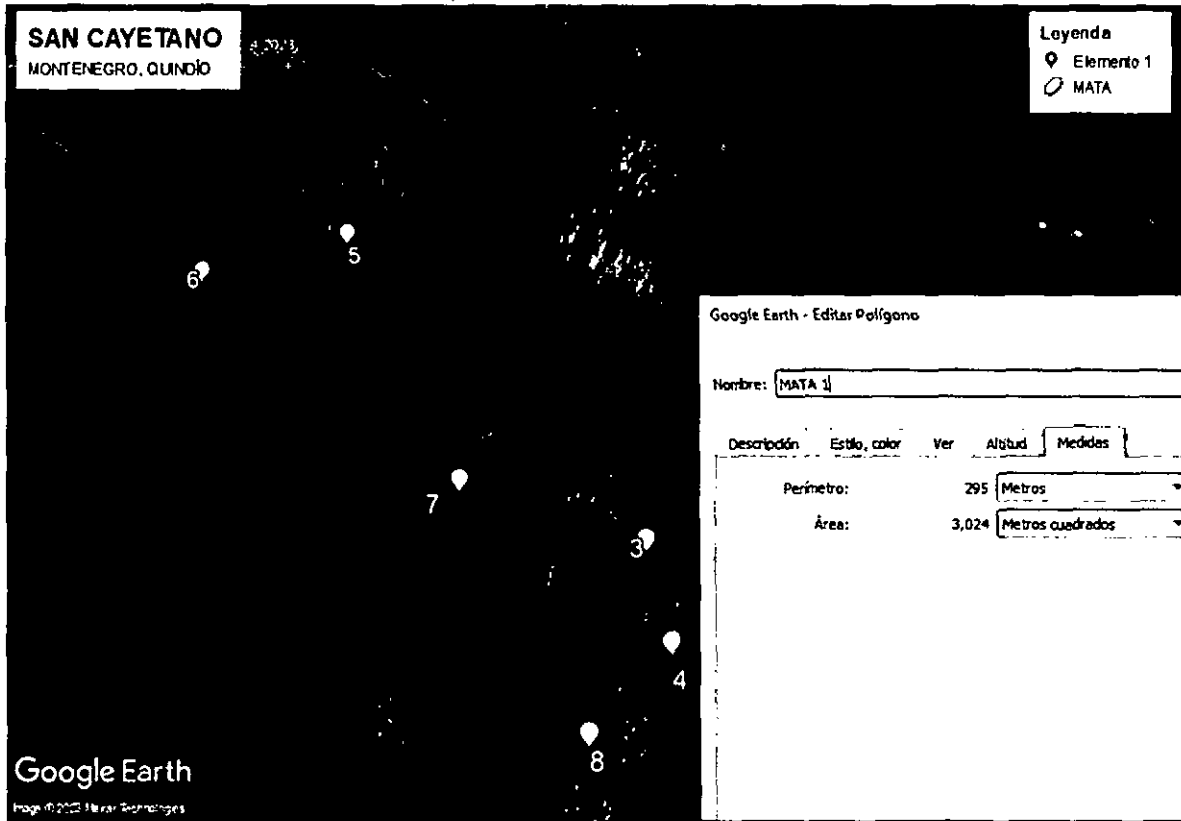 SAN CAYETANO
MONTENEGRO, QUINDÍO
Leyenda
Elemento 1
MATA
5
6
Google Earth - Editar Polígono
Nombre: MATA 1
Descripción Estilo, color Ver Altitud Medidas
Perímetro: 295 Metros
Área: 3,024 Metros cuadrados
7
3
4
8
Google Earth
Technologies